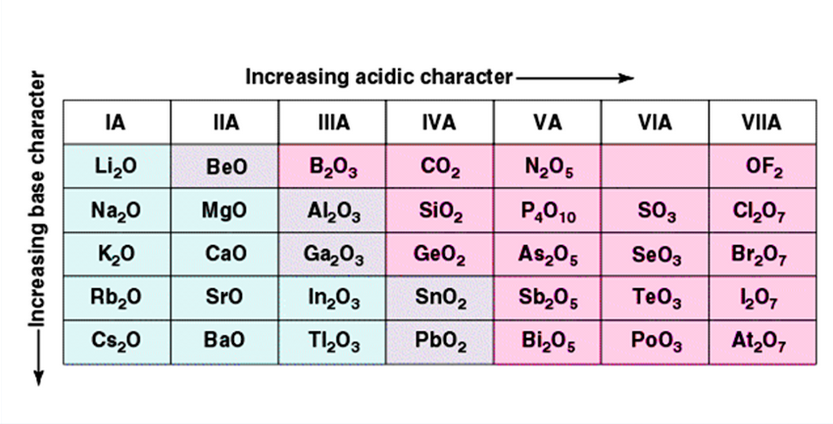 Increasing acidic character
Increasing base character
IA IIA IIIA IVA VA VIA VIIA
Li₂O BeO B₂O₃ CO₂ N₂O₅ OF₂
Na₂O MgO Al₂O₃ SiO₂ P₄O₁₀ SO₃ Cl₂O₇
K₂O CaO Ga₂O₃ GeO₂ As₂O₅ SeO₃ Br₂O₇
Rb₂O SrO In₂O₃ SnO₂ Sb₂O₅ TeO₃ I₂O₇
Cs₂O BaO Tl₂O₃ PbO₂ Bi₂O₅ PoO₃ At₂O₇